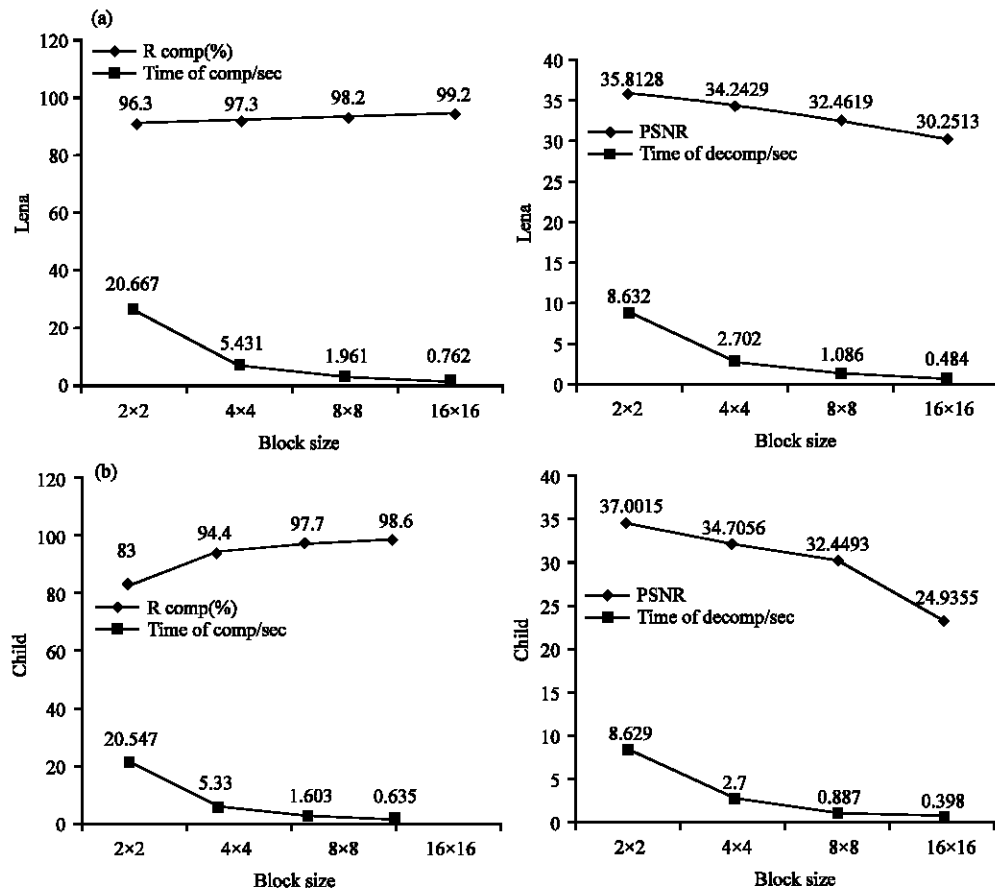 (a)
R comp(%)
Time of comp/sec
120
100
80
60
40
20
0
Lena
96.3 97.3 98.2 99.2
20.667 5.431 1.961 0.762
2×2 4×4 8×8 16×16
Block size
40
35
30
25
20
15
10
5
0
Lena
35.8128 34.2429 32.4619 30.2513
PSNR
Time of decomp/sec
8.632 2.702 1.086 0.484
2×2 4×4 8×8 16×16
Block size
(b)
120
100
80
60
40
20
0
Child
83 94.4 97.7 98.6
R comp(%)
Time of comp/sec
20.547 5.33 1.603 0.635
2×2 4×4 8×8 16×16
Block size
40
35
30
25
20
15
10
5
0
Child
37.0015 34.7056 32.4493 24.9355
PSNR
Time of decomp/sec
8.629 2.7 0.887 0.398
2×2 4×4 8×8 16×16
Block size